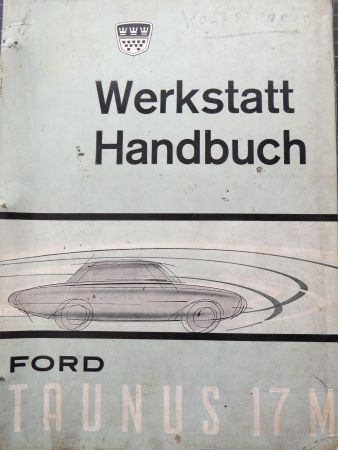 Werkstatt
Handbuch
FORD
TAUNUS 17 M